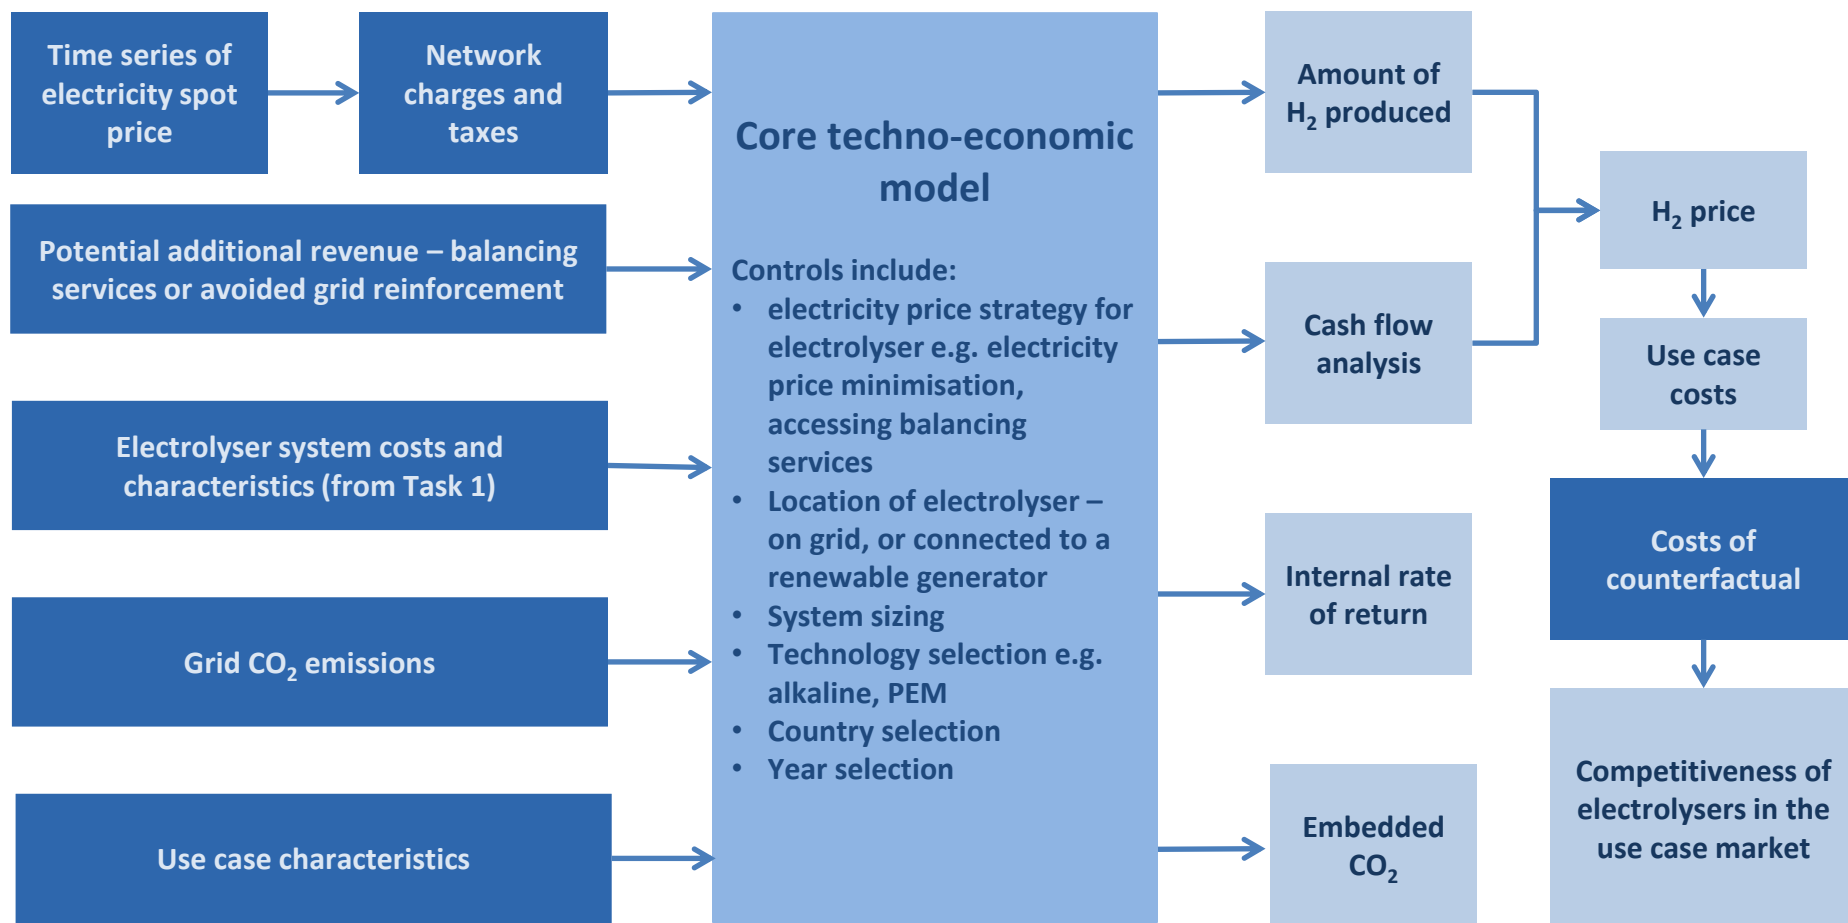 Time series of
electricity spot
price
Network
charges and
taxes
Potential additional revenue – balancing
services or avoided grid reinforcement
Electrolyser system costs and
characteristics (from Task 1)
Grid CO₂ emissions
Use case characteristics
Core techno-economic
model
Controls include:
• electricity price strategy for
electrolyser e.g. electricity
price minimisation,
accessing balancing
services
• Location of electrolyser –
on grid, or connected to a
renewable generator
• System sizing
• Technology selection e.g.
alkaline, PEM
• Country selection
• Year selection
Amount of
H₂ produced
Cash flow
analysis
Internal rate
of return
Embedded
CO₂
H₂ price
Use case
costs
Costs of
counterfactual
Competitiveness of
electrolysers in the
use case market